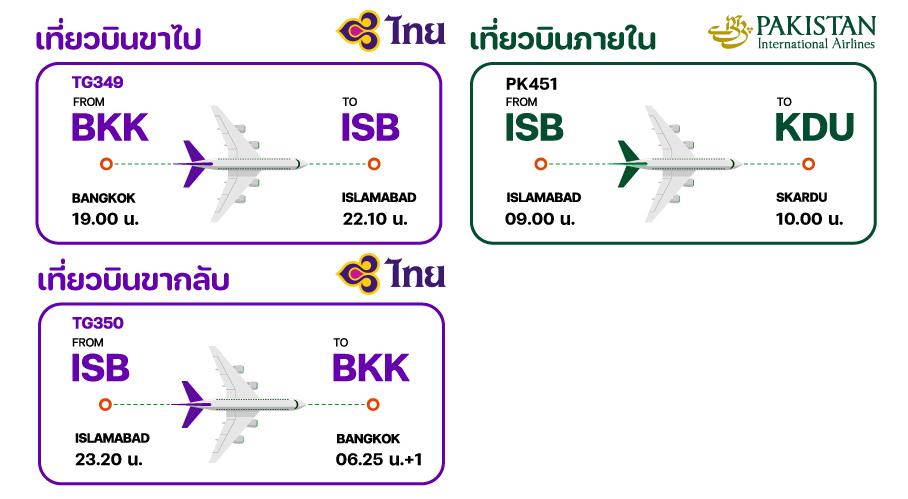 เที่ยวบินขาไป
ไทย
TG349
FROM
BKK
TO
ISB
BANGKOK
19.00 น.
ISLAMABAD
22.10 น.
เที่ยวบินภายใน
PAKISTAN
International Airlines
PK451
FROM
ISB
TO
KDU
ISLAMABAD
09.00 น.
SKARDU
10.00 น.
เที่ยวบินขากลับ
ไทย
TG350
FROM
ISB
TO
BKK
ISLAMABAD
23.20 น.
BANGKOK
06.25 น.+1